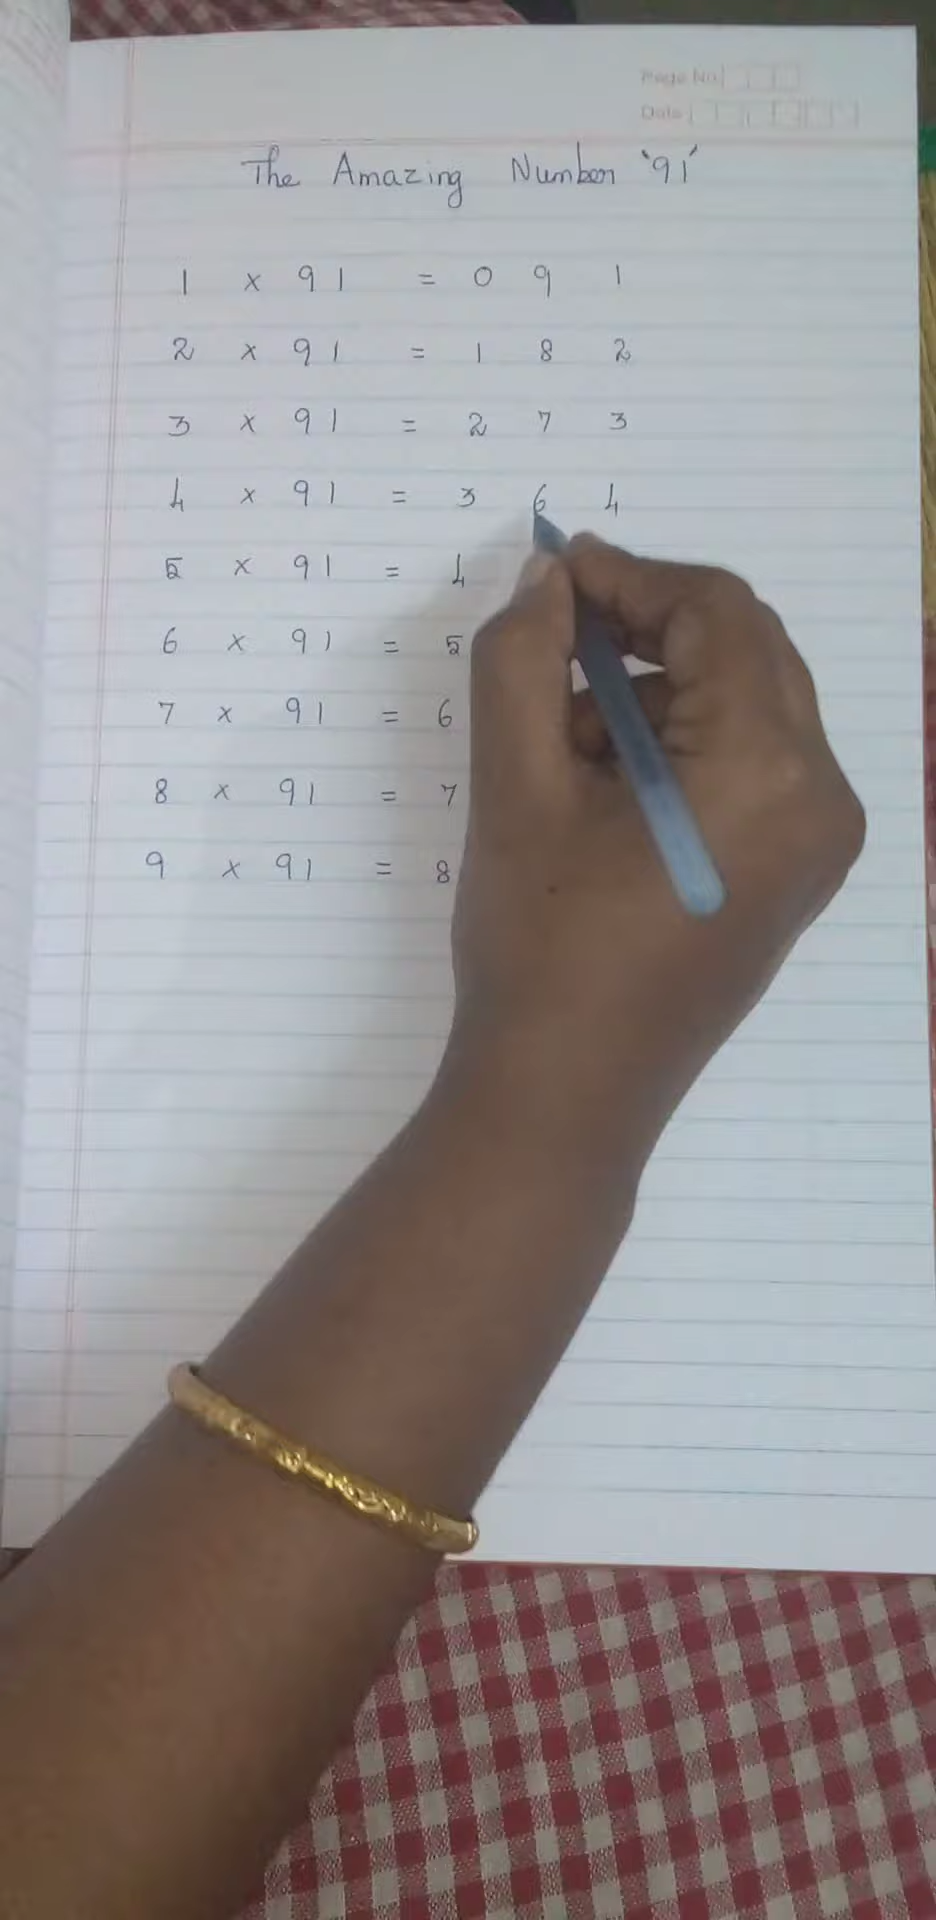 Page No
Date
The Amazing Number '91'
1 x 91 = 0 9 1
2 x 91 = 1 8 2
3 x 91 = 2 7 3
4 x 91 = 3 6 4
5 x 91 = 4
6 x 91 = 5
7 x 91 = 6
8 x 91 = 7
9 x 91 = 8